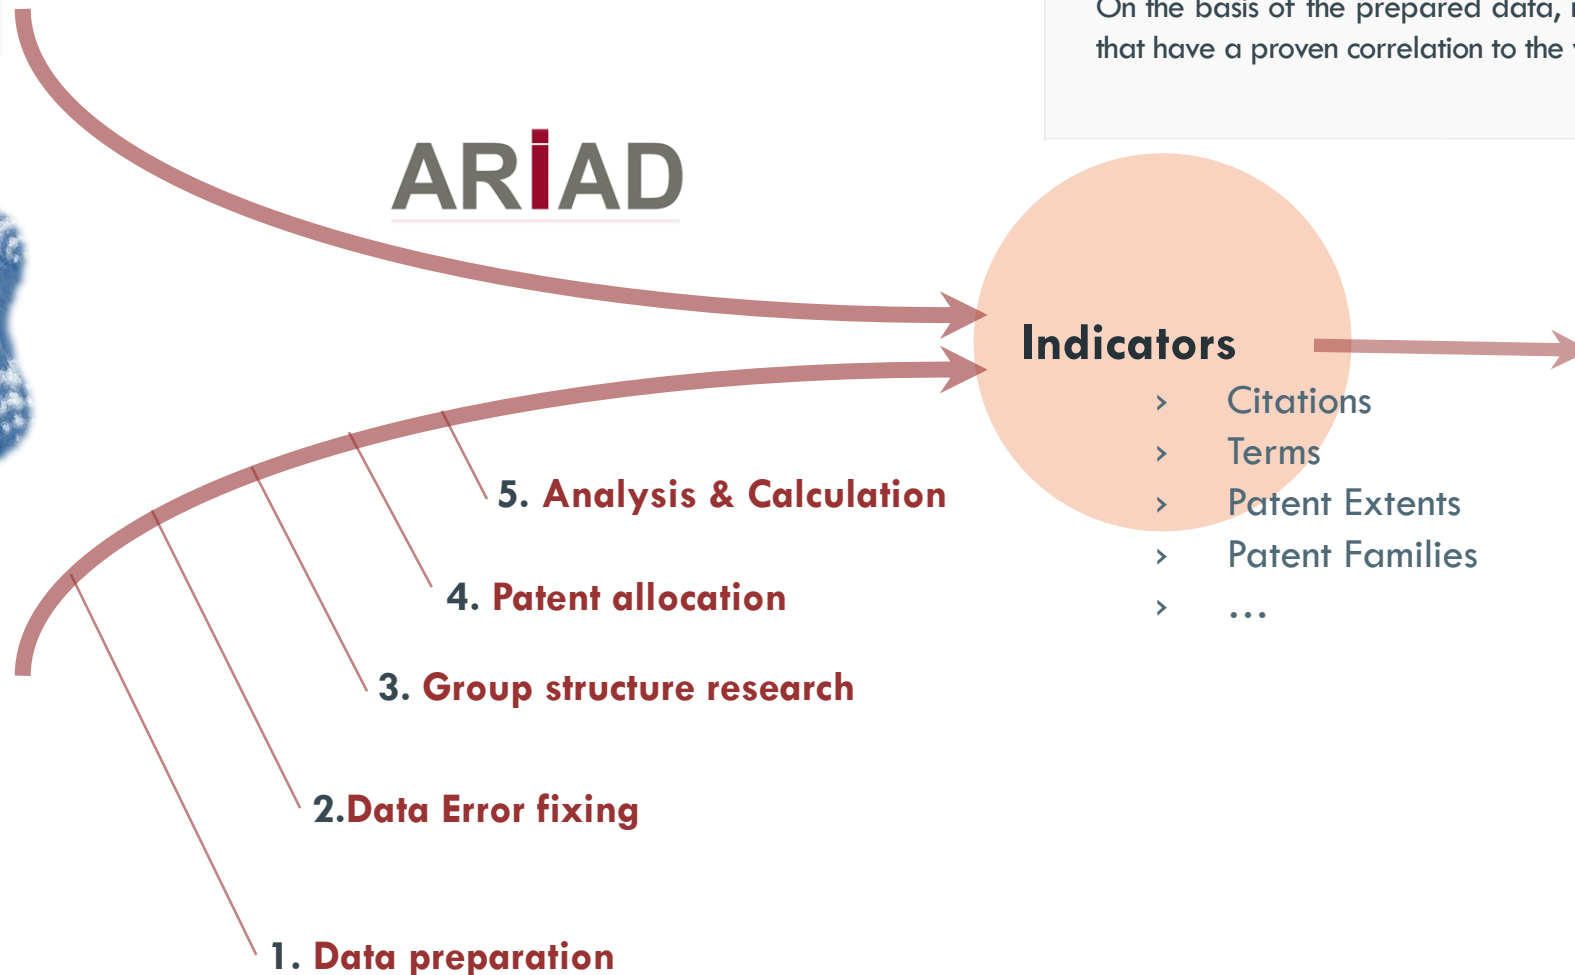 On the basis of the prepared data,
that have a proven correlation to the
ARiAD
Indicators
› Citations
› Terms
› Patent Extents
› Patent Families
› ...
5. Analysis & Calculation
4. Patent allocation
3. Group structure research
2.Data Error fixing
1. Data preparation